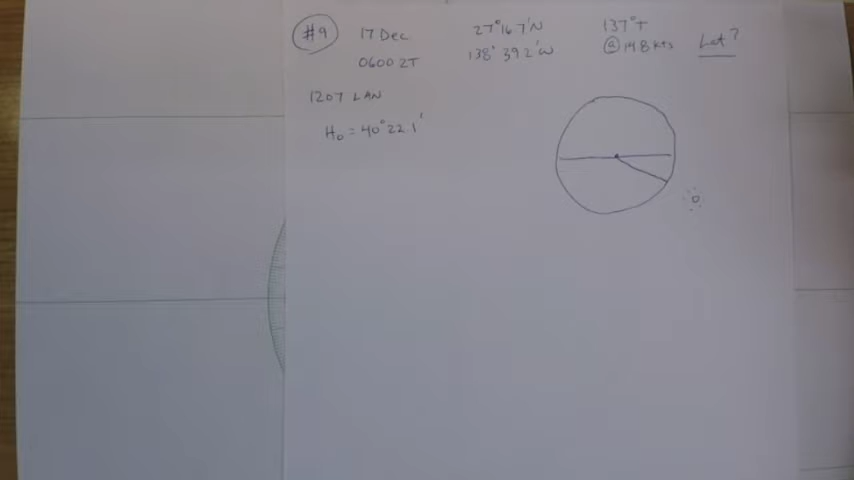 #9 17 Dec 27°16.7'N 137°T
0600 ZT 138° 39.2'W @ 14.8 kts Lat?
1207 LAN
Ho = 40°22.1'